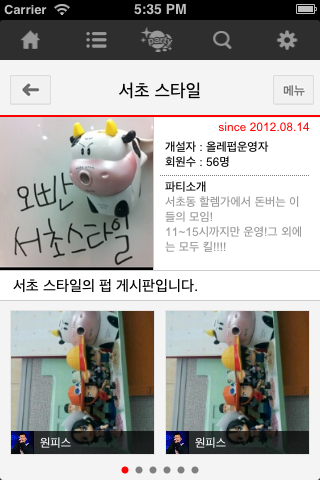 Carrier
5:35 PM
party
서초 스타일
메뉴
since 2012.08.14
개설자 : 올레펍운영자
회원수 : 56명
파티소개
서초동 할렘가에서 돈버는 이
들의 모임!
11~15시까지만 운영!그 외에
는 모두 킬!!!!
오빤
서초스타일
서초 스타일의 펍 게시판입니다.
원피스
원피스